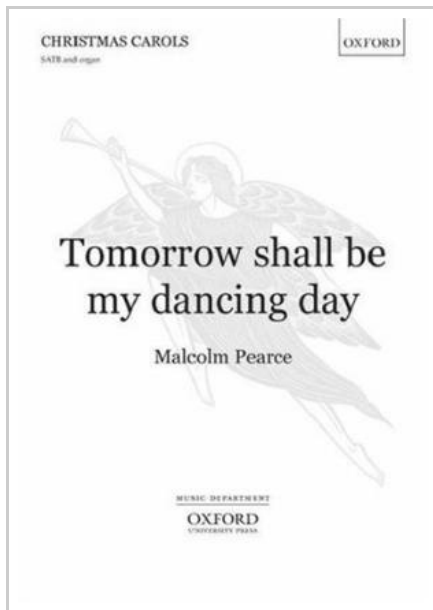 CHRISTMAS CAROLS
OXFORD
SATB and organ
Tomorrow shall be
my dancing day
Malcolm Pearce
MUSIC DEPARTMENT
OXFORD
UNIVERSITY PRESS